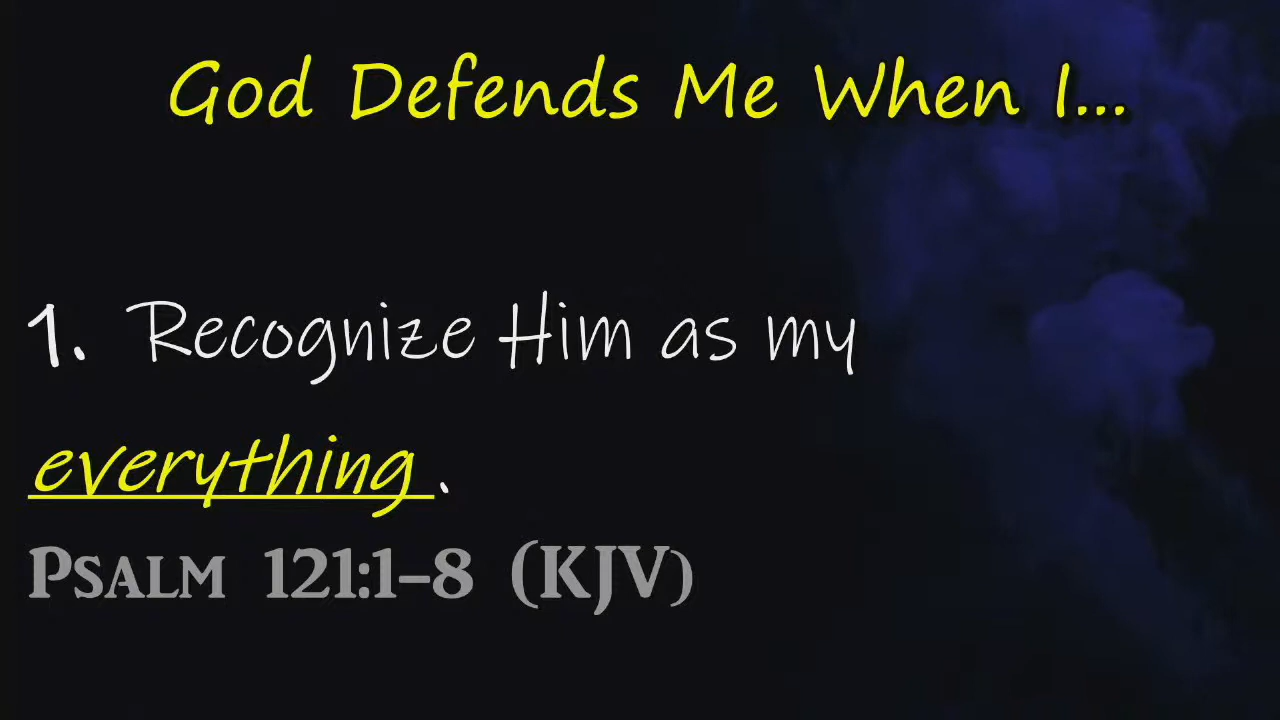 God Defends Me When I...
1. Recognize Him as my
everything.
Psalm 121:1-8 (KJV)